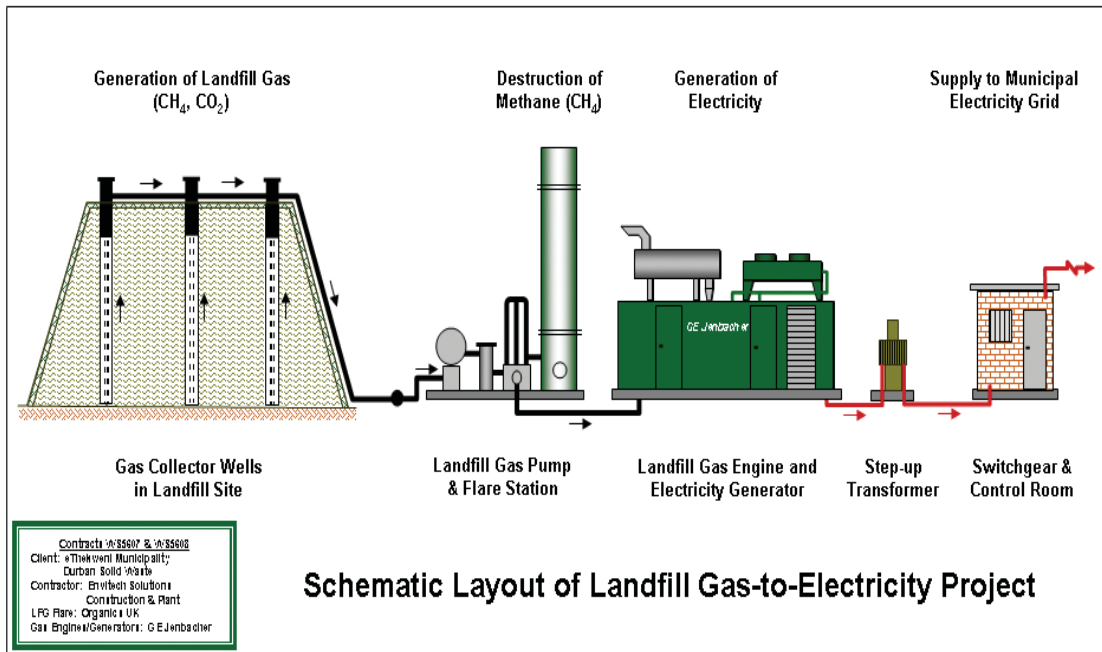 Generation of Landfill Gas
(CH₄, CO₂)
Destruction of
Methane (CH₄)
Generation of
Electricity
Supply to Municipal
Electricity Grid
GE Jenbacher
Gas Collector Wells
in Landfill Site
Landfill Gas Pump
& Flare Station
Landfill Gas Engine and
Electricity Generator
Step-up
Transformer
Switchgear &
Control Room
Contracts WS5607 & WS5608
Client: eThekweni Municipality
Durban Solid Waste
Contractor: Envitech Solutions
Construction & Plant
LFG Flare: Organics UK
Gas Engines/Generators: GE Jenbacher
Schematic Layout of Landfill Gas-to-Electricity Project